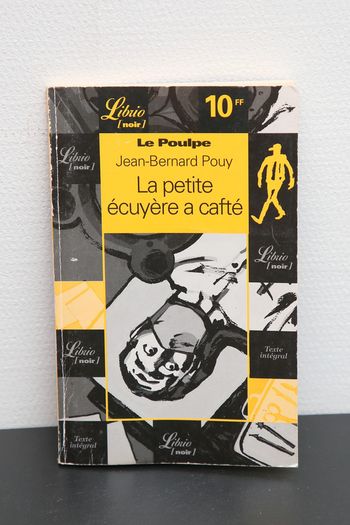 Librio
[noir]
10 FF
Le Poulpe
Jean-Bernard Pouy
La petite
écuyère a cafté
Librio
[noir]
Librio
[noir]
Librio
[noir]
Texte
intégral
Texte
intégral
Librio
[noir]